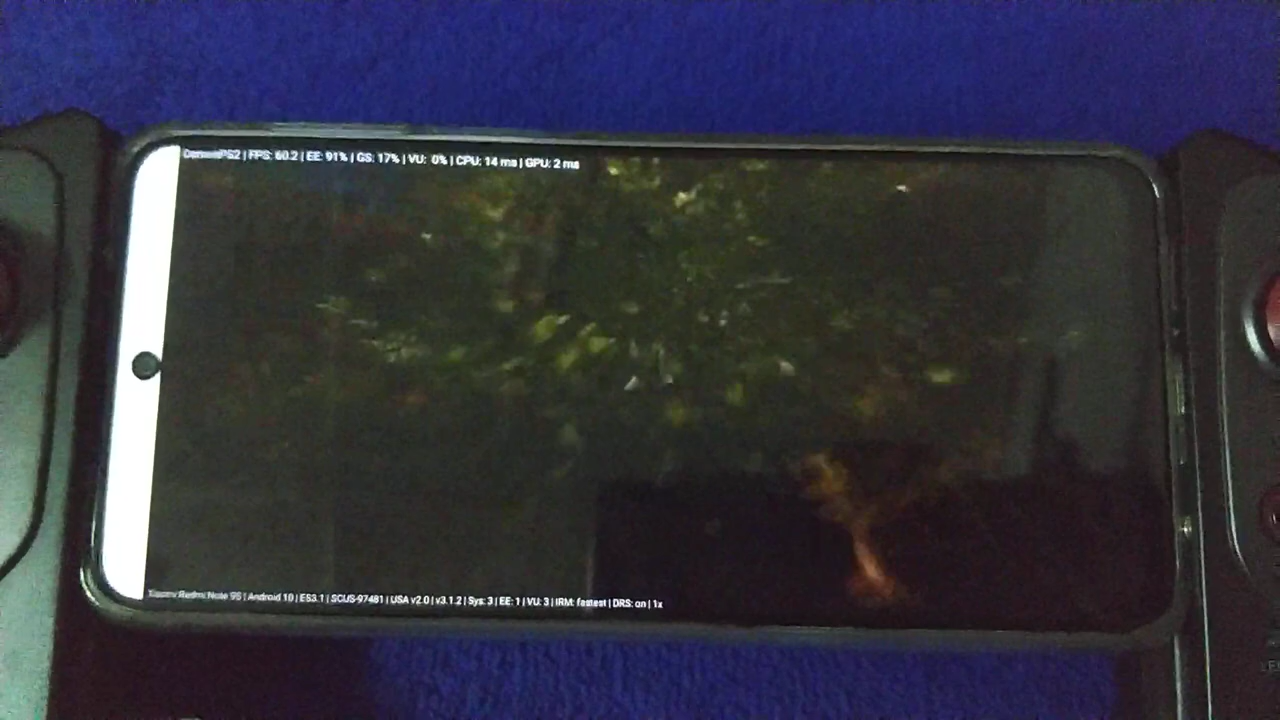 DamonPS2 | FPS: 60.2 | EE: 91% | GS: 17% | VU: 0% | CPU: 14 ms | GPU: 2 ms
Xiaomi Redmi Note 9S | Android 10 | ES3.1 | SCUS-97481 | USA v2.0 | v3.1.2 | Sys: 3 | EE: 1 | VU: 3 | IRM: fastest | DRS: on | 1x